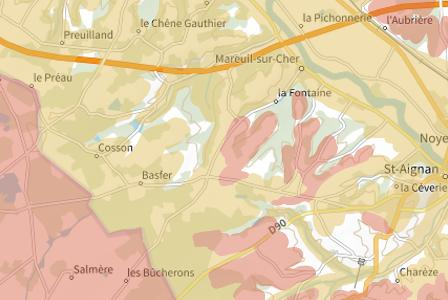 le Chêne Gauthier
la Pichonnerie
l'Aubrière
Preuilland
Mareuil-sur-Cher
le Préau
la Fontaine
Noye
Cosson
St-Aignan
Basfer
la Céverie
D90
Salmère
les Bûcherons
Charèze